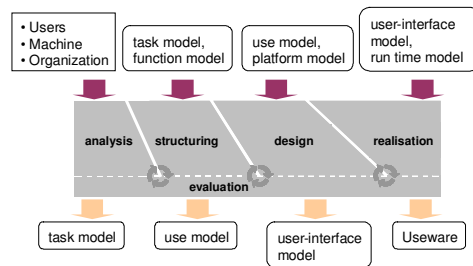 • Users
• Machine
• Organization
task model,
function model
use model,
platform model
user-interface
model,
run time model
analysis
structuring
design
realisation
evaluation
task model
use model
user-interface
model
Useware